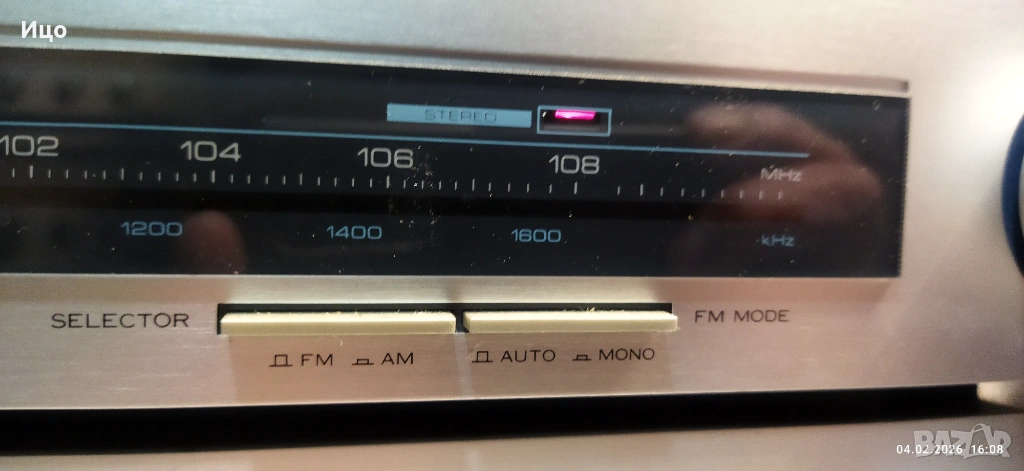 Ицо
STEREO
102 104 106 108 MHz
1200 1400 1600 kHz
SELECTOR FM MODE
FM AM AUTO MONO
BAZAR
04.02.2026 16:08